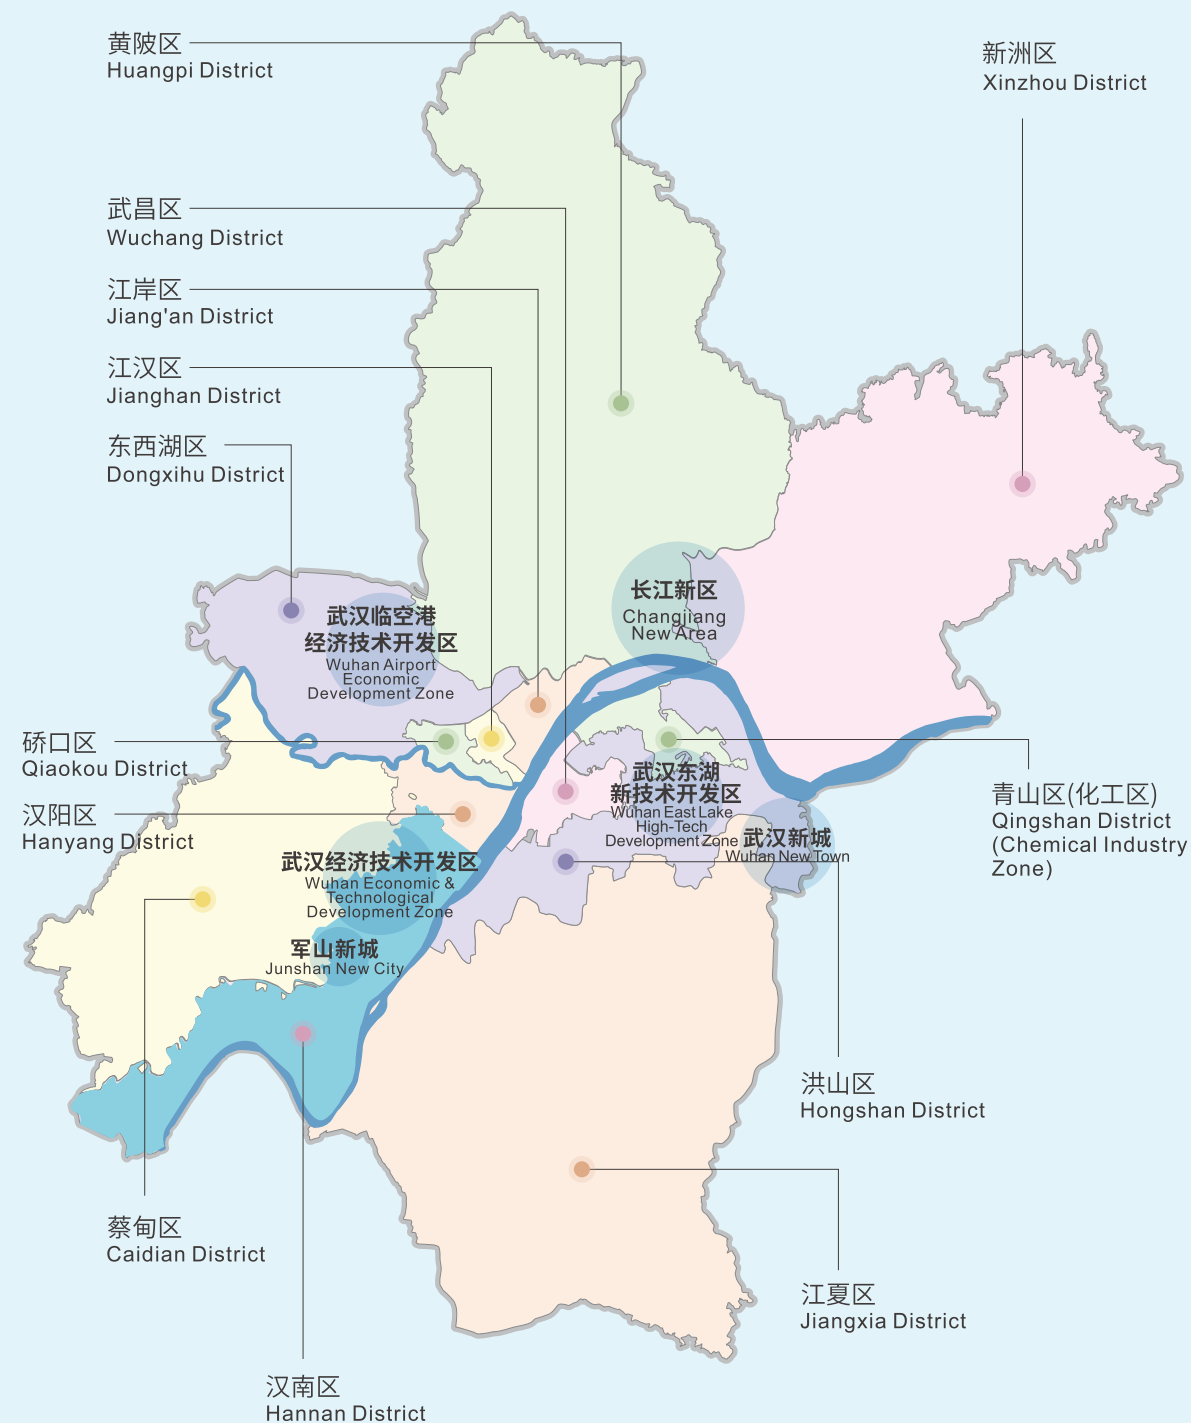 黄陂区
Huangpi District
新洲区
Xinzhou District
武昌区
Wuchang District
江岸区
Jiang'an District
江汉区
Jianghan District
东西湖区
Dongxihu District
长江新区
Changjiang
New Area
武汉临空港
经济技术开发区
Wuhan Airport
Economic
Development Zone
硚口区
Qiaokou District
汉阳区
Hanyang District
武汉东湖
新技术开发区
Wuhan East Lake
High-Tech
Development Zone
武汉新城
Wuhan New Town
青山区(化工区)
Qingshan District
(Chemical Industry
Zone)
武汉经济技术开发区
Wuhan Economic &
Technological
Development Zone
军山新城
Junshan New City
洪山区
Hongshan District
蔡甸区
Caidian District
江夏区
Jiangxia District
汉南区
Hannan District